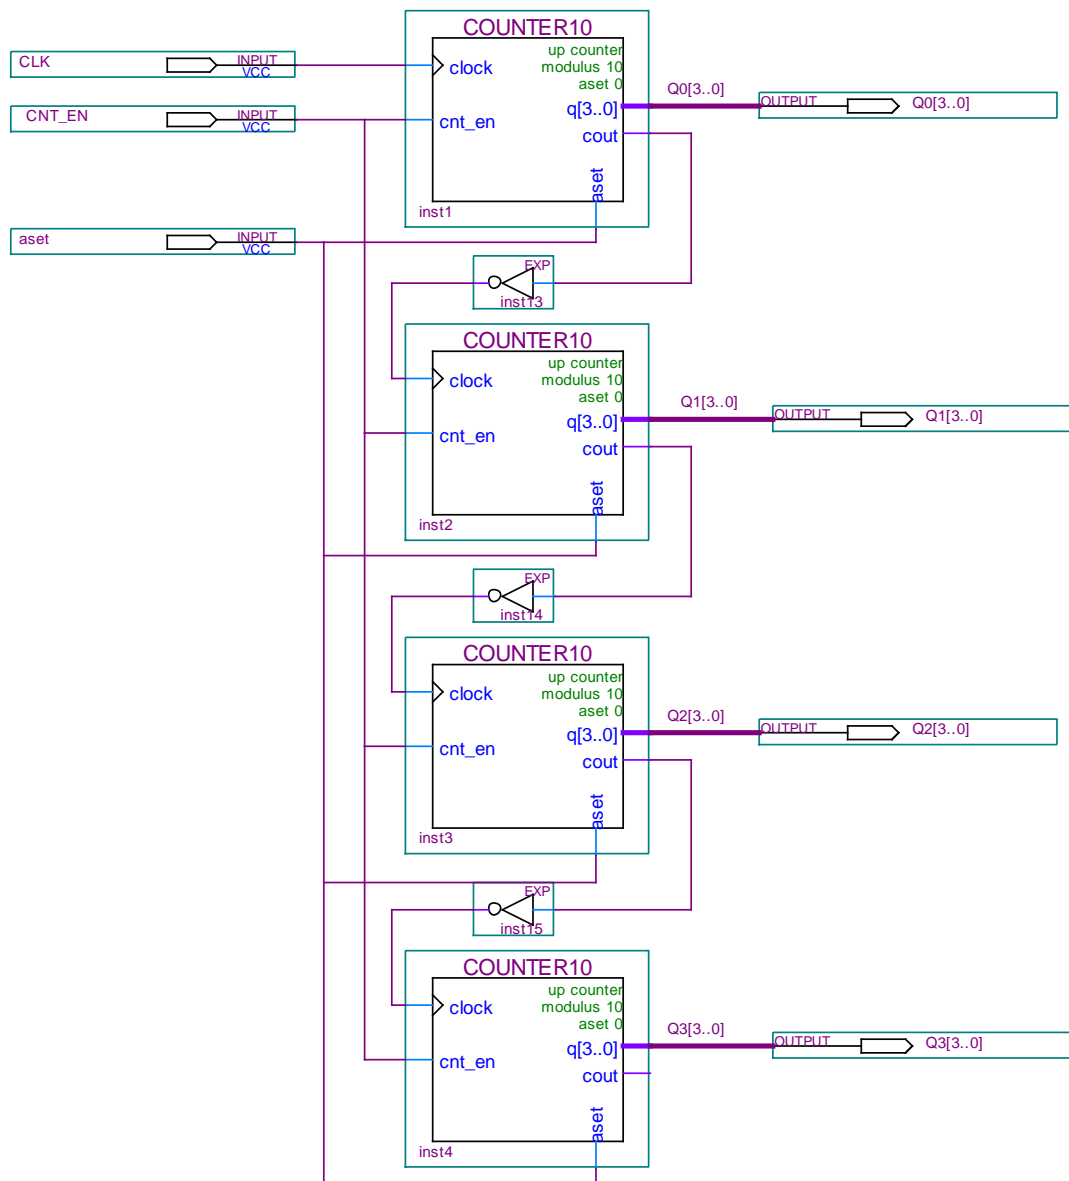 COUNTER10
CLK
INPUT
VCC
clock
up counter
modulus 10
aset 0
CNT_EN
INPUT
VCC
cnt_en
q[3..0]
cout
Q0[3..0]
OUTPUT
Q0[3..0]
aset
inst1
aset
INPUT
VCC
EXP
inst13
COUNTER10
clock
up counter
modulus 10
aset 0
cnt_en
q[3..0]
cout
Q1[3..0]
OUTPUT
Q1[3..0]
aset
inst2
EXP
inst14
COUNTER10
clock
up counter
modulus 10
aset 0
cnt_en
q[3..0]
cout
Q2[3..0]
OUTPUT
Q2[3..0]
aset
inst3
EXP
inst15
COUNTER10
clock
up counter
modulus 10
aset 0
cnt_en
q[3..0]
cout
Q3[3..0]
OUTPUT
Q3[3..0]
aset
inst4